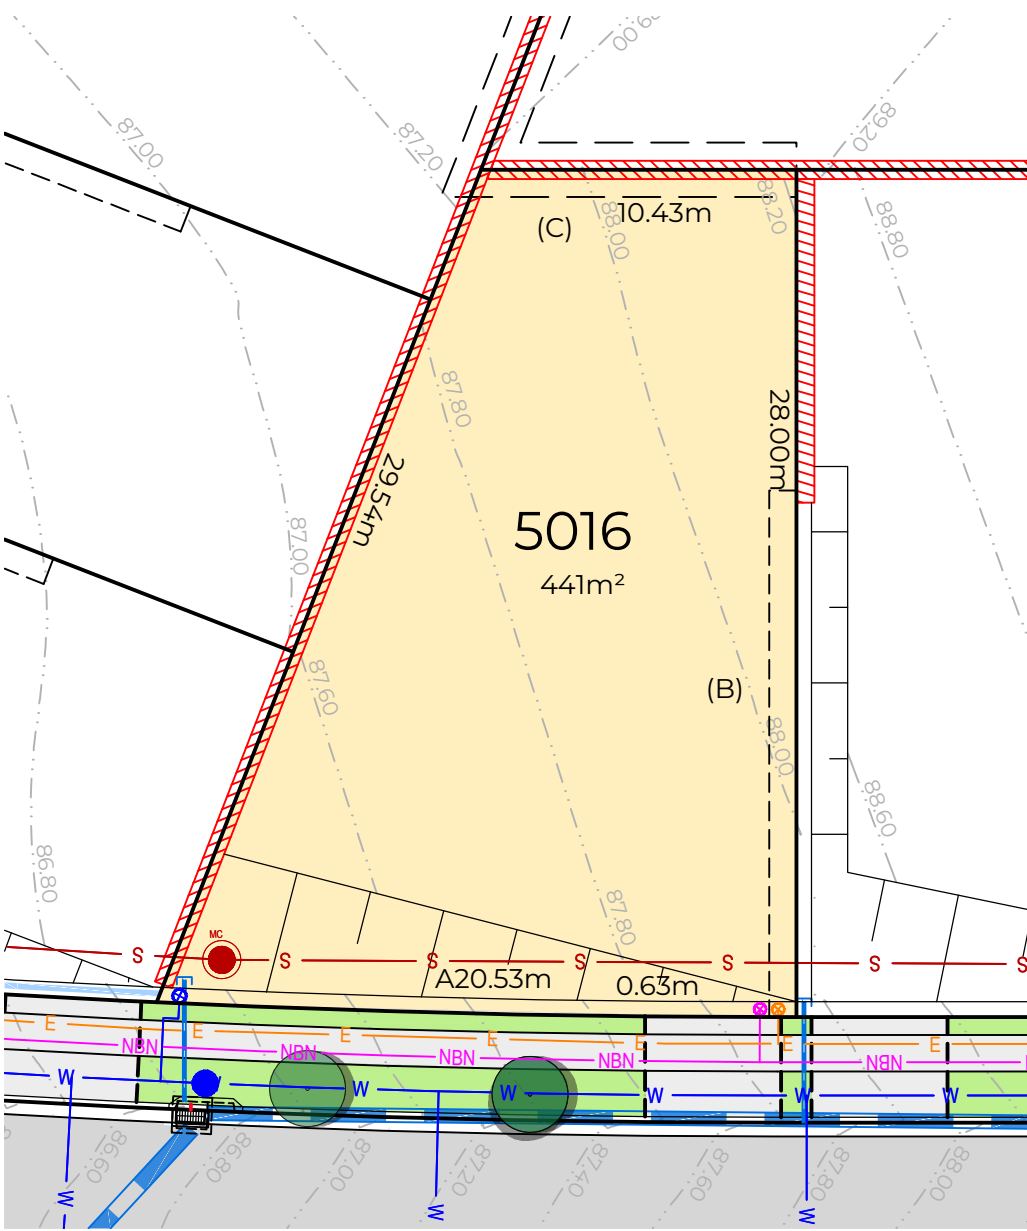 89.00
87.00
87.20
89.20
88.20
10.43m
(C)
88.00
88.80
87.80
28.00m
29.54m
5016
441m²
87.00
87.60
(B)
88.00
88.60
86.80
87.80
MC
S
S
S
S
S
S
S
A20.53m
0.63m
E
E
E
E
E
E
E
NBN
NBN
NBN
NBN
NBN
W
W
W
W
W
W
W
86.60
86.80
87.00
87.20
87.40
87.60
87.80
88.00
W
W
W